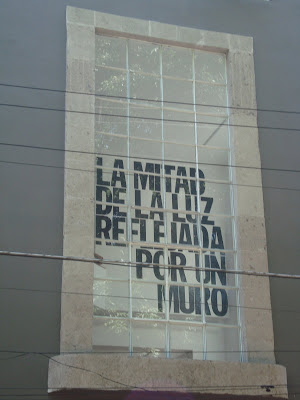 LA MITAD
DE LA LUZ
REFLEJADA
POR UN
MURO